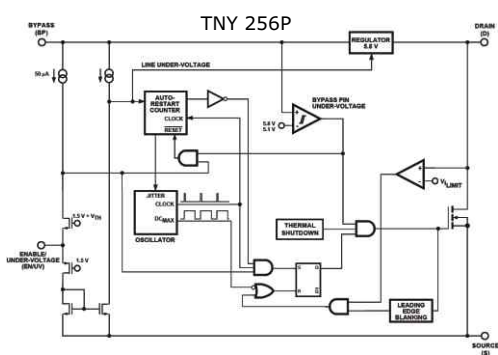 TNY 256P
BYPASS
(BP)
DRAIN
(D)
REGULATOR
5.8 V
50 µA
LINE UNDER-VOLTAGE
AUTO-
RESTART
COUNTER
CLOCK
RESET
BYPASS PIN
UNDER-VOLTAGE
5.8 V
5.1 V
+
-
+
-
V ILIMIT
JITTER
CLOCK
DCMAX
OSCILLATOR
THERMAL
SHUTDOWN
1.5 V + VTH
ENABLE/
UNDER-VOLTAGE
(EN/UV)
1.0 V
S Q
R Q
LEADING
EDGE
BLANKING
SOURCE
(S)